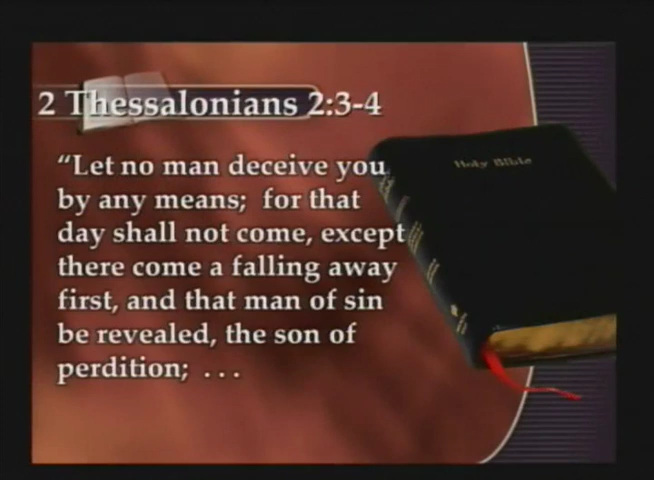 2 Thessalonians 2:3-4
Holy Bible
“Let no man deceive you
by any means; for that
day shall not come, except
there come a falling away
first, and that man of sin
be revealed, the son of
perdition; ...